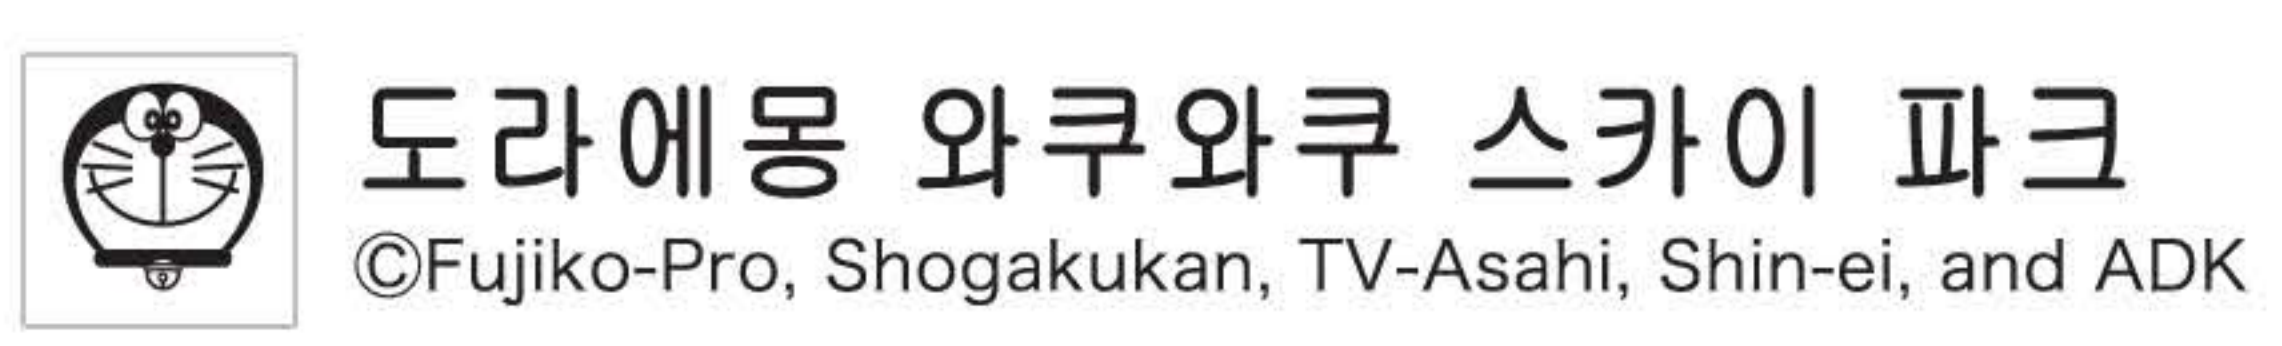 도라에몽 와쿠와쿠 스카이 파크
©Fujiko-Pro, Shogakukan, TV-Asahi, Shin-ei, and ADK